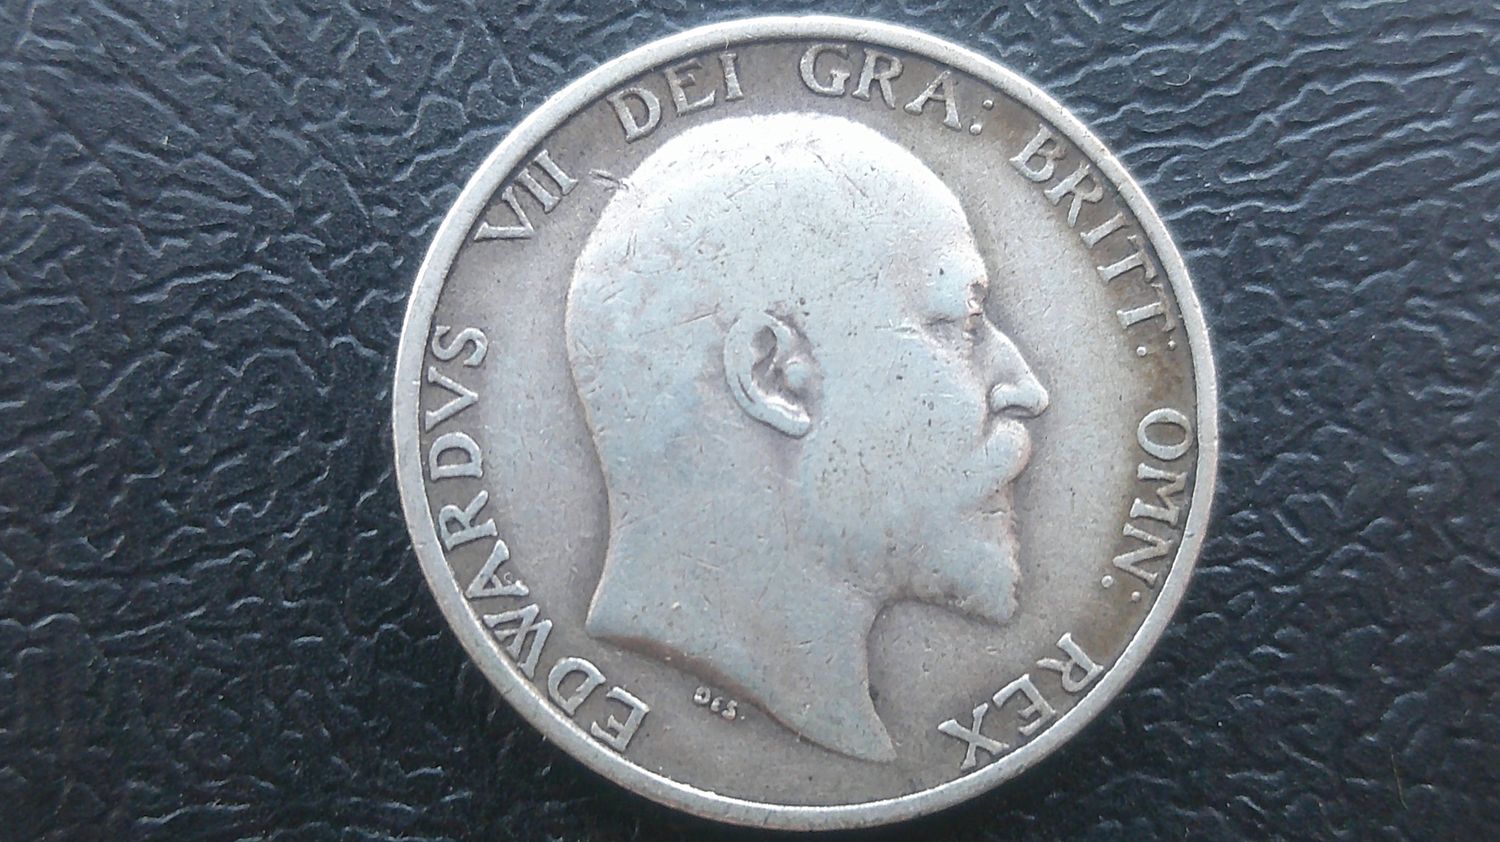 EDWARDVS VII DEI GRA: BRITT: OMN: REX
DES.